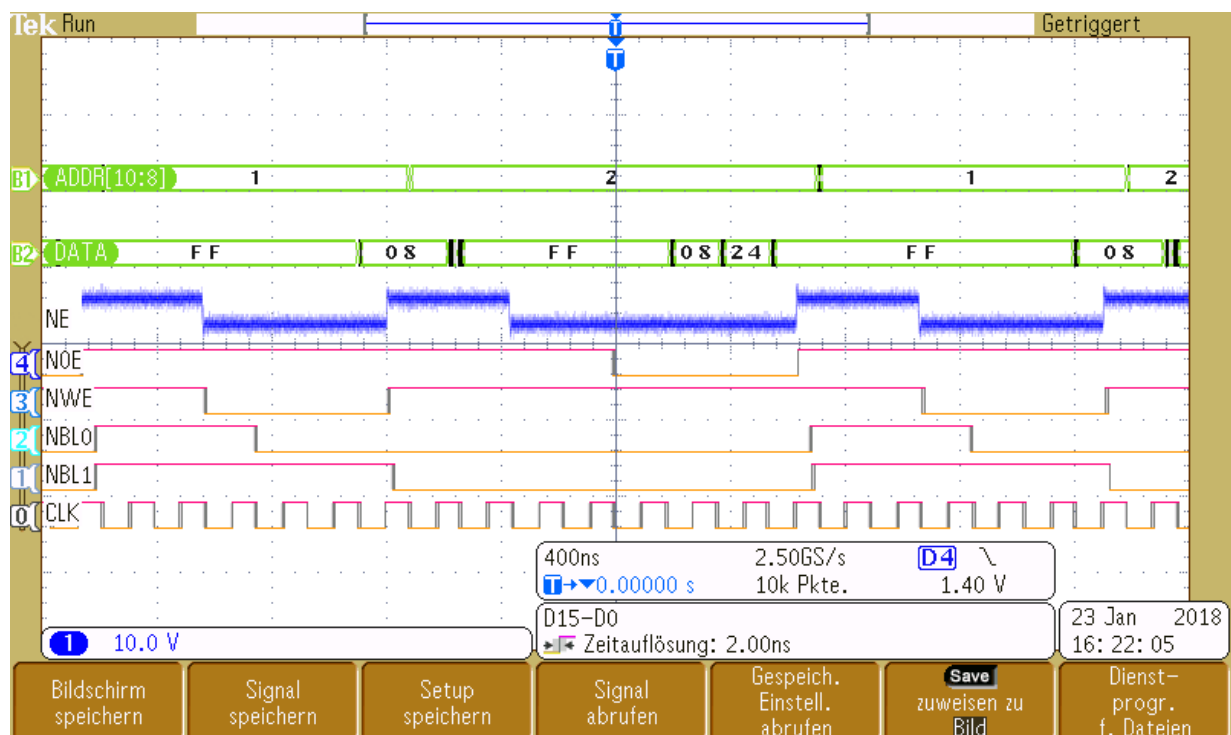 Tek Run Getriggert
T
T
B1 ADDR[10:8] 1 2 1 2
B2 DATA FF 08 FF 08 24 FF 08
NE
4 NOE
3 NWE
2 NBL0
1 NBL1
0 CLK
400ns 2.50GS/s D4
T→▼0.00000 s 10k Pkte. 1.40 V
D15-D0
Zeitauflösung: 2.00ns
23 Jan 2018
16:22:05
1 10.0 V
Bildschirm
speichern
Signal
speichern
Setup
speichern
Signal
abrufen
Gespeich.
Einstell.
abrufen
Save
zuweisen zu
Bild
Dienst-
progr.
f. Dateien